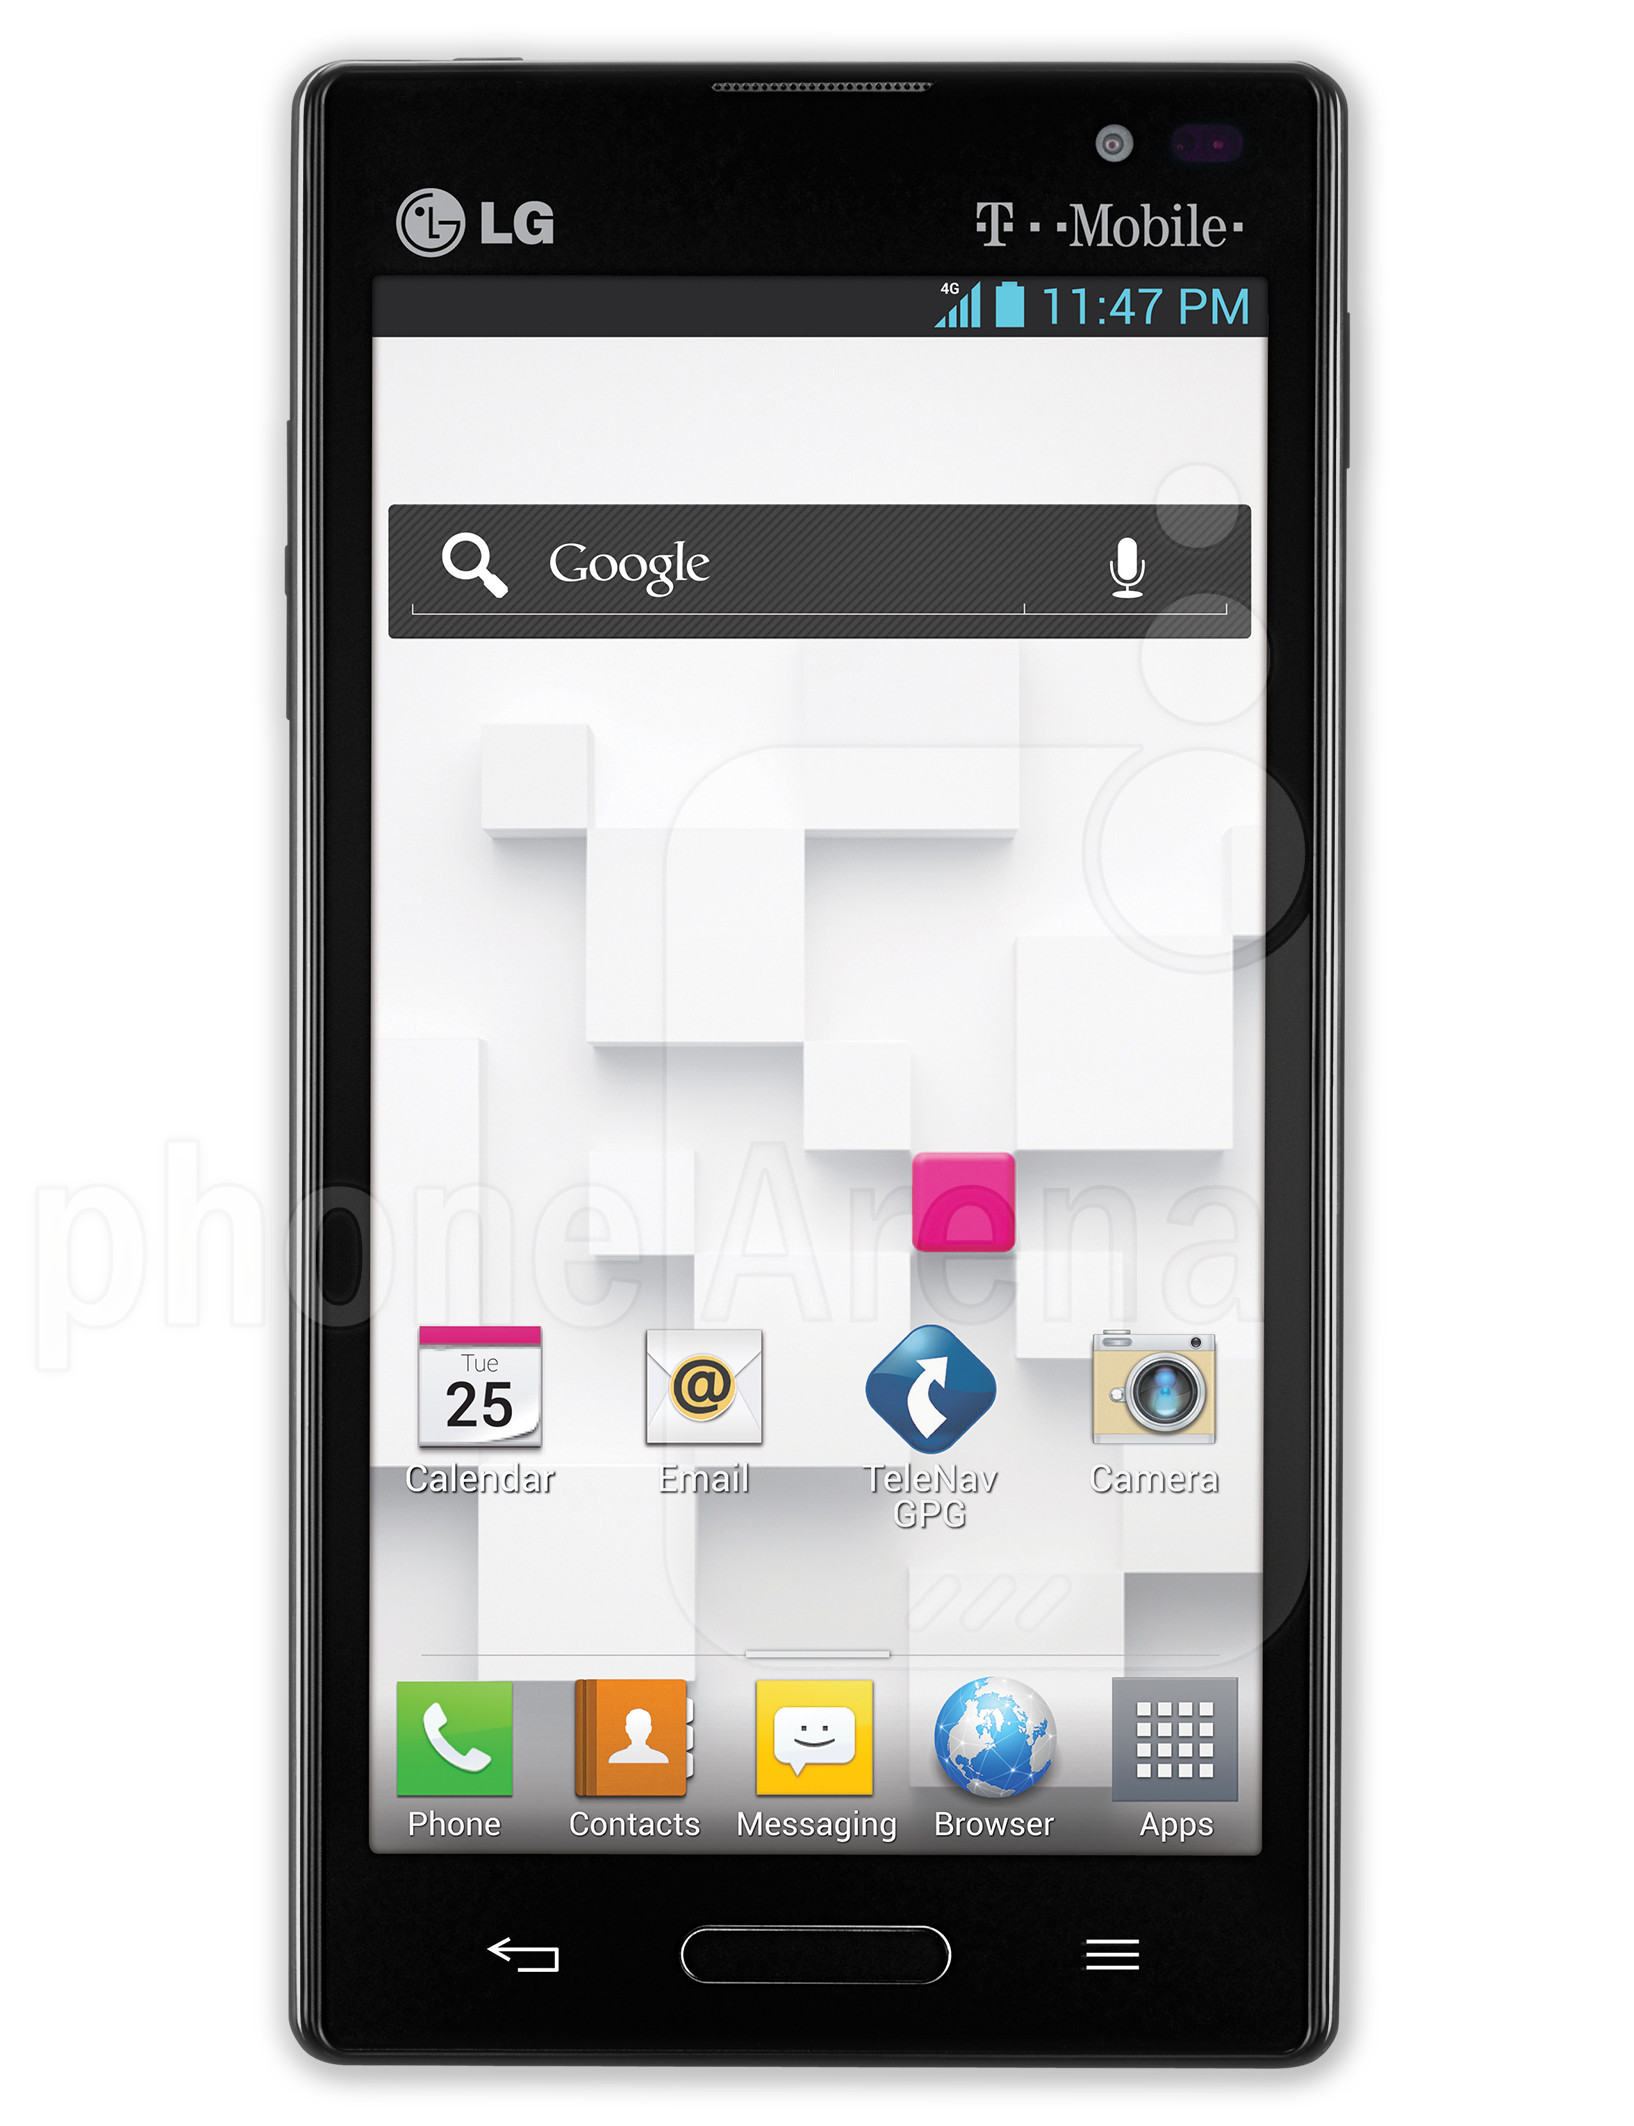 LG
T··Mobile·
4G
11:47 PM
Google
phoneArena
Tue
25
@
Calendar
Email
TeleNav
GPG
Camera
Phone
Contacts
Messaging
Browser
Apps